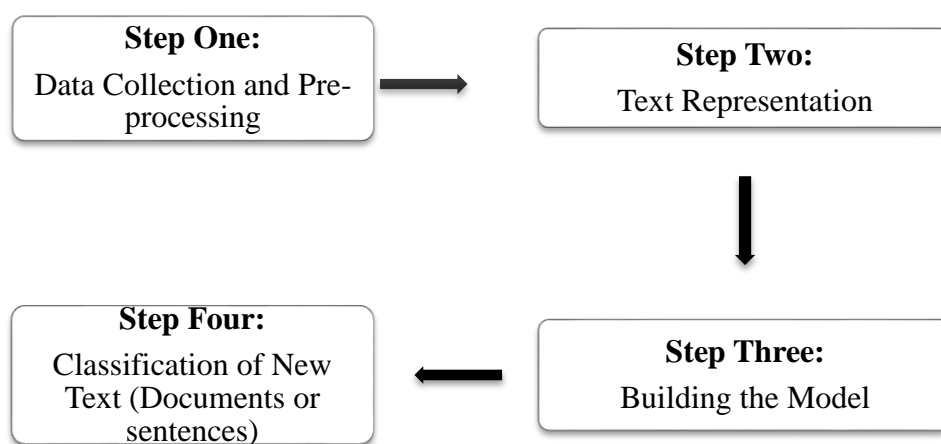 Step One:
Data Collection and Pre-
processing
Step Two:
Text Representation
Step Three:
Building the Model
Step Four:
Classification of New
Text (Documents or
sentences)